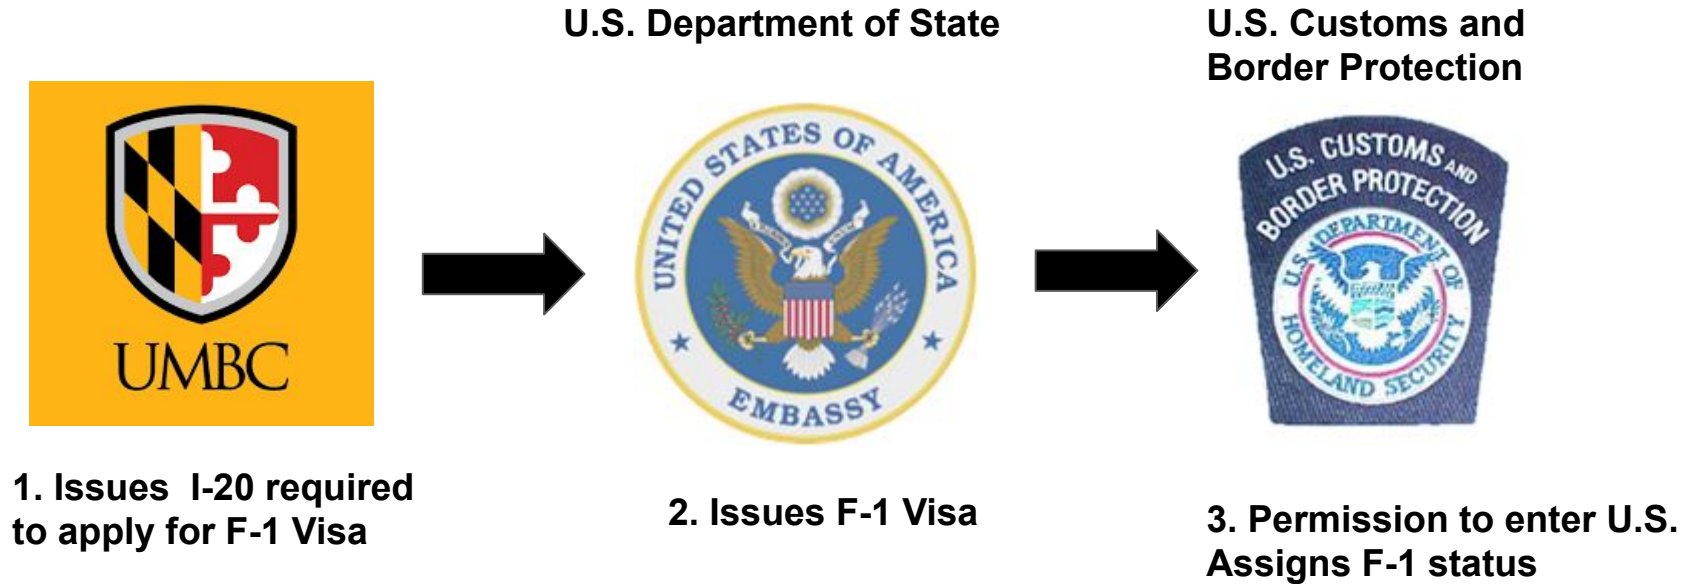 U.S. Department of State
U.S. Customs and
Border Protection
UMBC
UNITED STATES OF AMERICA
EMBASSY
U.S. CUSTOMS AND
BORDER PROTECTION
U.S. DEPARTMENT OF
HOMELAND SECURITY
1. Issues  I-20 required
to apply for F-1 Visa
2. Issues F-1 Visa
3. Permission to enter U.S.
Assigns F-1 status